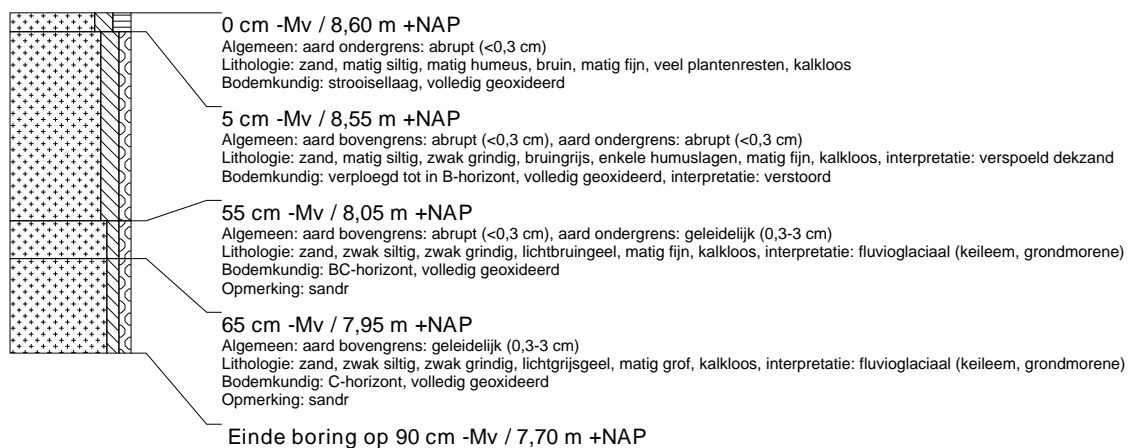 0 cm -Mv / 8,60 m +NAP
Algemeen: aard ondergrens: abrupt (<0,3 cm)
Lithologie: zand, matig siltig, matig humeus, bruin, matig fijn, veel plantenresten, kalkloos
Bodemkundig: strooisellaag, volledig geoxideerd
5 cm -Mv / 8,55 m +NAP
Algemeen: aard bovengrens: abrupt (<0,3 cm), aard ondergrens: abrupt (<0,3 cm)
Lithologie: zand, matig siltig, zwak grindig, bruingrijs, enkele humuslagen, matig fijn, kalkloos, interpretatie: verspoeld dekzand
Bodemkundig: verploegd tot in B-horizont, volledig geoxideerd, interpretatie: verstoord
55 cm -Mv / 8,05 m +NAP
Algemeen: aard bovengrens: abrupt (<0,3 cm), aard ondergrens: geleidelijk (0,3-3 cm)
Lithologie: zand, zwak siltig, zwak grindig, lichtbruingeel, matig fijn, kalkloos, interpretatie: fluvioglaciaal (keileem, grondmorene)
Bodemkundig: BC-horizont, volledig geoxideerd
Opmerking: sandr
65 cm -Mv / 7,95 m +NAP
Algemeen: aard bovengrens: geleidelijk (0,3-3 cm)
Lithologie: zand, zwak siltig, zwak grindig, lichtgrijsgeel, matig grof, kalkloos, interpretatie: fluvioglaciaal (keileem, grondmorene)
Bodemkundig: C-horizont, volledig geoxideerd
Opmerking: sandr
Einde boring op 90 cm -Mv / 7,70 m +NAP